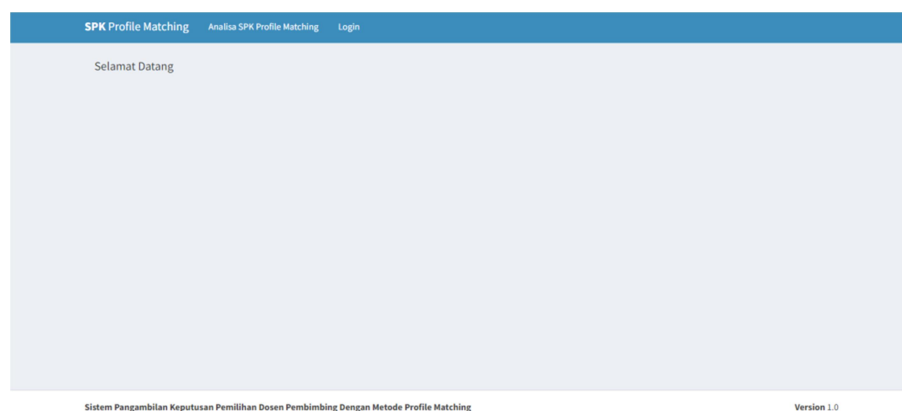 SPK Profile Matching Analisa SPK Profile Matching Login
Selamat Datang
Sistem Pangambilan Keputusan Pemilihan Dosen Pembimbing Dengan Metode Profile Matching Version 1.0